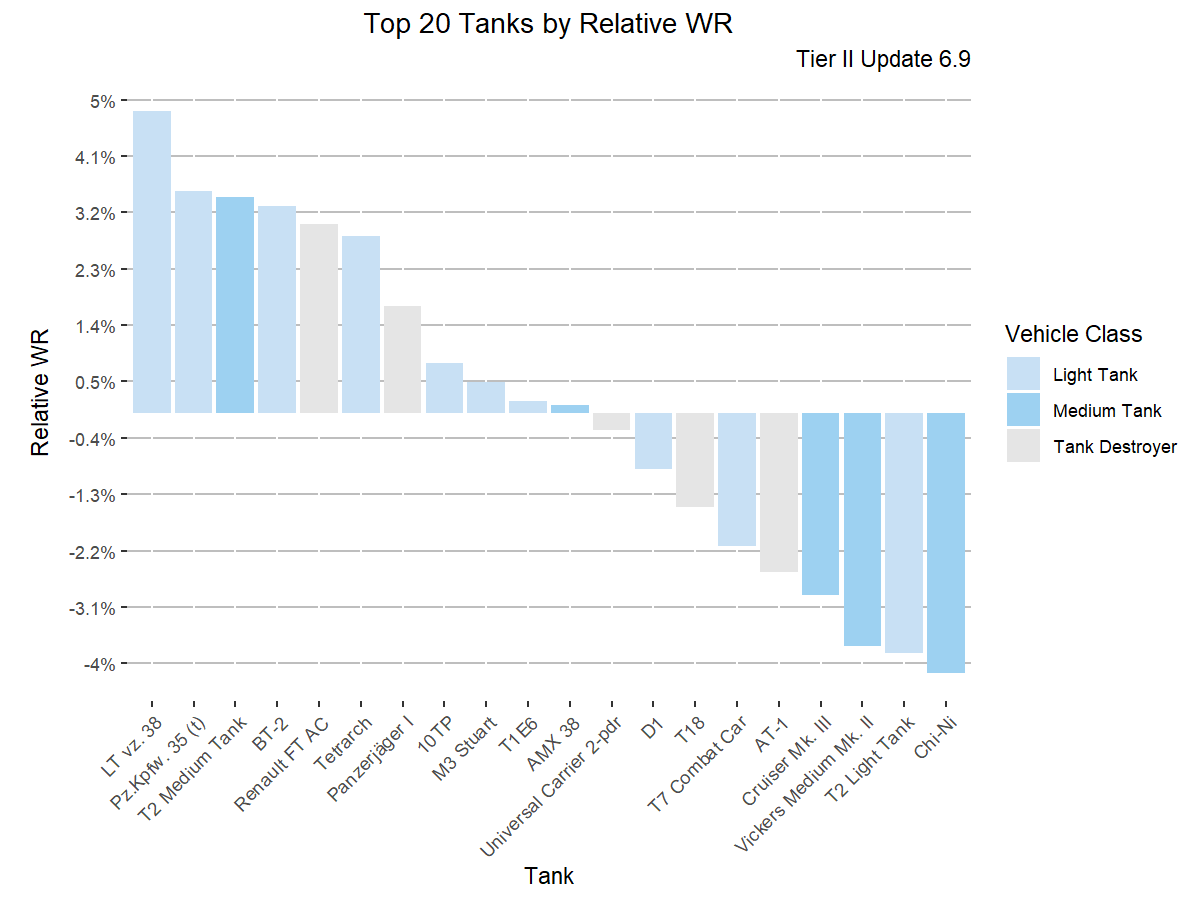 Top 20 Tanks by Relative WR
Tier II Update 6.9
Relative WR
5%
4.1%
3.2%
2.3%
1.4%
0.5%
-0.4%
-1.3%
-2.2%
-3.1%
-4%
LT vz. 38
Pz.Kpfw. 35 (t)
T2 Medium Tank
BT-2
Renault FT AC
Tetrarch
Panzerjäger I
10TP
M3 Stuart
T1E6
AMX 38
Universal Carrier 2-pdr
D1
T18
T7 Combat Car
AT-1
Cruiser Mk. III
Vickers Medium Mk. II
T2 Light Tank
Chi-Ni
Tank
Vehicle Class
Light Tank
Medium Tank
Tank Destroyer